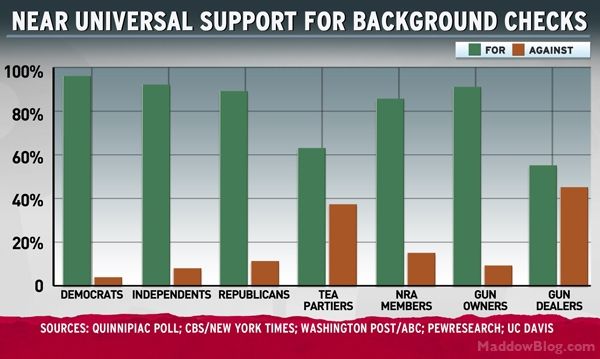 NEAR UNIVERSAL SUPPORT FOR BACKGROUND CHECKS
FOR AGAINST
100%
80%
60%
40%
20%
0
DEMOCRATS INDEPENDENTS REPUBLICANS TEA PARTIERS NRA MEMBERS GUN OWNERS GUN DEALERS
SOURCES: QUINNIPIAC POLL; CBS/NEW YORK TIMES; WASHINGTON POST/ABC; PEWRESEARCH; UC DAVIS
MaddowBlog.com